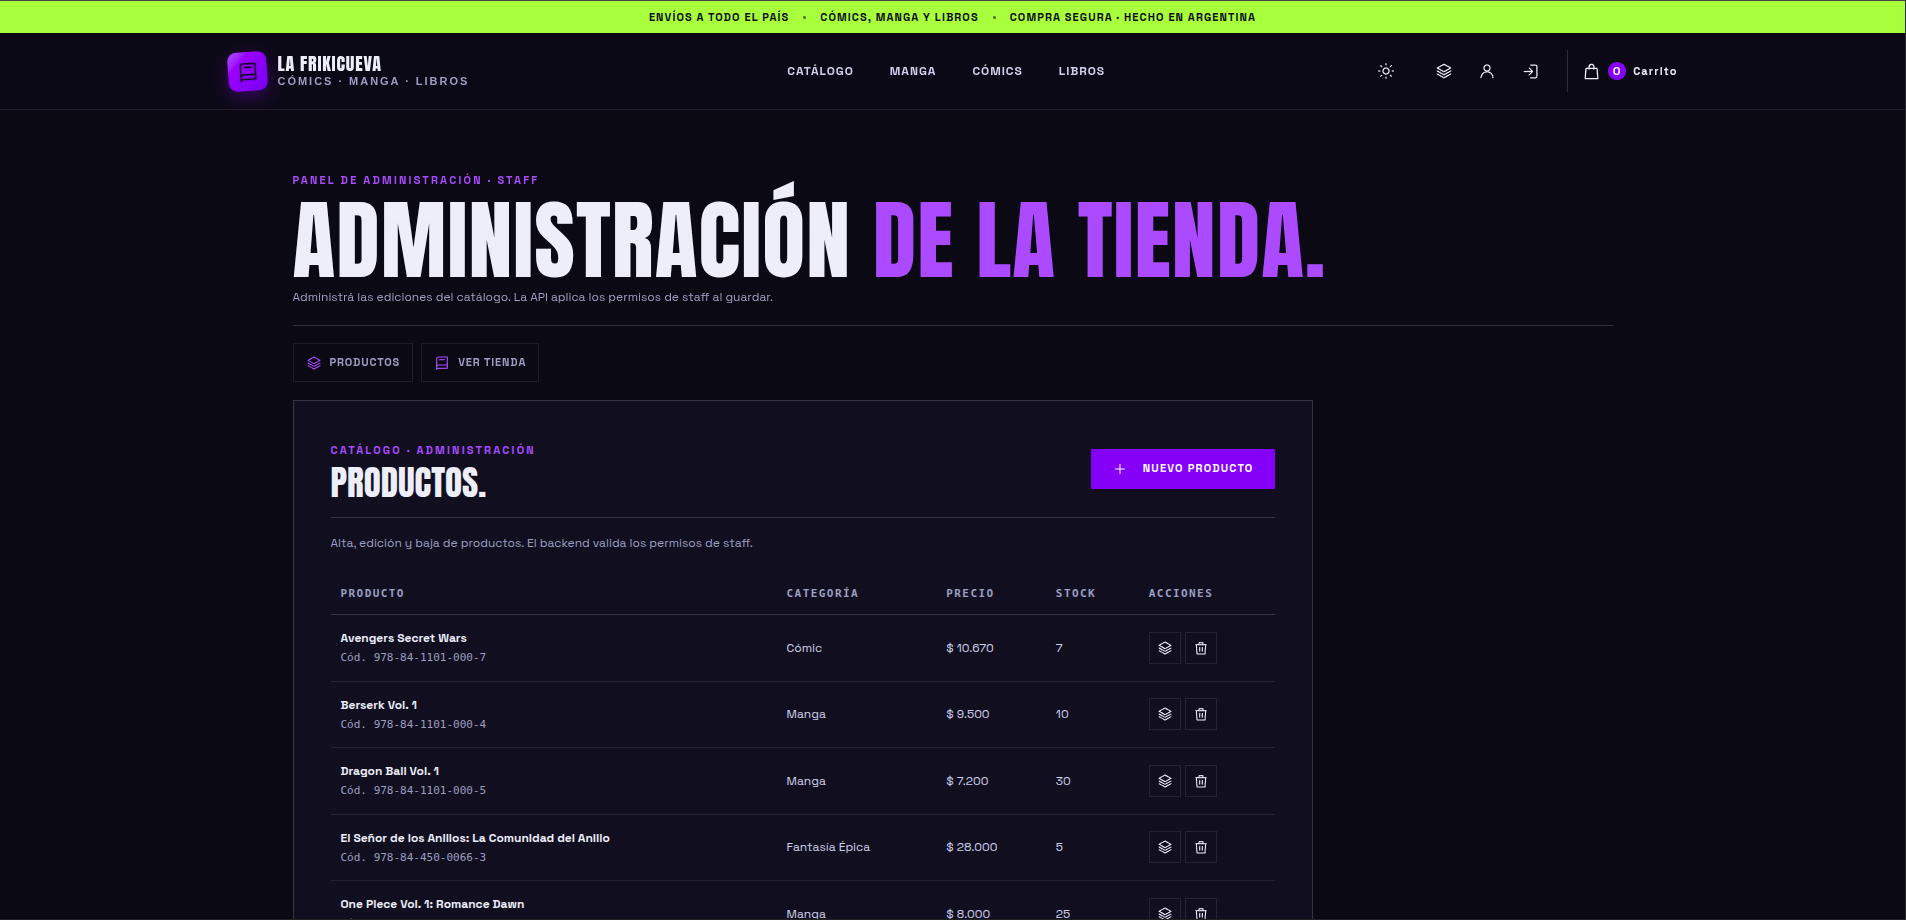 ENVÍOS A TODO EL PAÍS • CÓMICS, MANGA Y LIBROS • COMPRA SEGURA · HECHO EN ARGENTINA
LA FRIKICUEVA
CÓMICS · MANGA · LIBROS
CATÁLOGO MANGA CÓMICS LIBROS
0 Carrito
PANEL DE ADMINISTRACIÓN · STAFF
ADMINISTRACIÓN DE LA TIENDA.
Administrá las ediciones del catálogo. La API aplica los permisos de staff al guardar.
PRODUCTOS VER TIENDA
CATÁLOGO · ADMINISTRACIÓN
PRODUCTOS.
+ NUEVO PRODUCTO
Alta, edición y baja de productos. El backend valida los permisos de staff.
PRODUCTO CATEGORÍA PRECIO STOCK ACCIONES
Avengers Secret Wars
Cód. 978-84-1101-000-7
Cómic $ 10.670 7
Berserk Vol. 1
Cód. 978-84-1101-000-4
Manga $ 9.500 10
Dragon Ball Vol. 1
Cód. 978-84-1101-000-5
Manga $ 7.200 30
El Señor de los Anillos: La Comunidad del Anillo
Cód. 978-84-450-0066-3
Fantasía Épica $ 28.000 5
One Piece Vol. 1: Romance Dawn
Manga $ 8.000 25